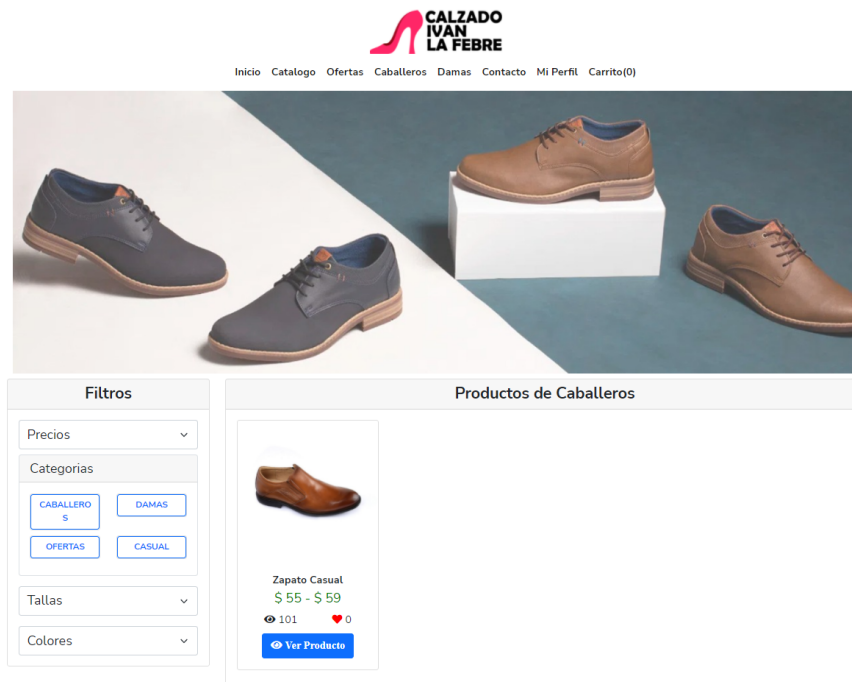 CALZADO
IVAN
LA FEBRE
Inicio Catalogo Ofertas Caballeros Damas Contacto Mi Perfil Carrito(0)
Filtros
Precios
Categorias
CABALLERO
S
DAMAS
OFERTAS
CASUAL
Tallas
Colores
Productos de Caballeros
Zapato Casual
$ 55 - $ 59
101 0
Ver Producto